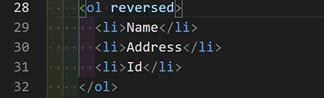 28 <ol reversed>
29 <li>Name</li>
30 <li>Address</li>
31 <li>Id</li>
32 </ol>